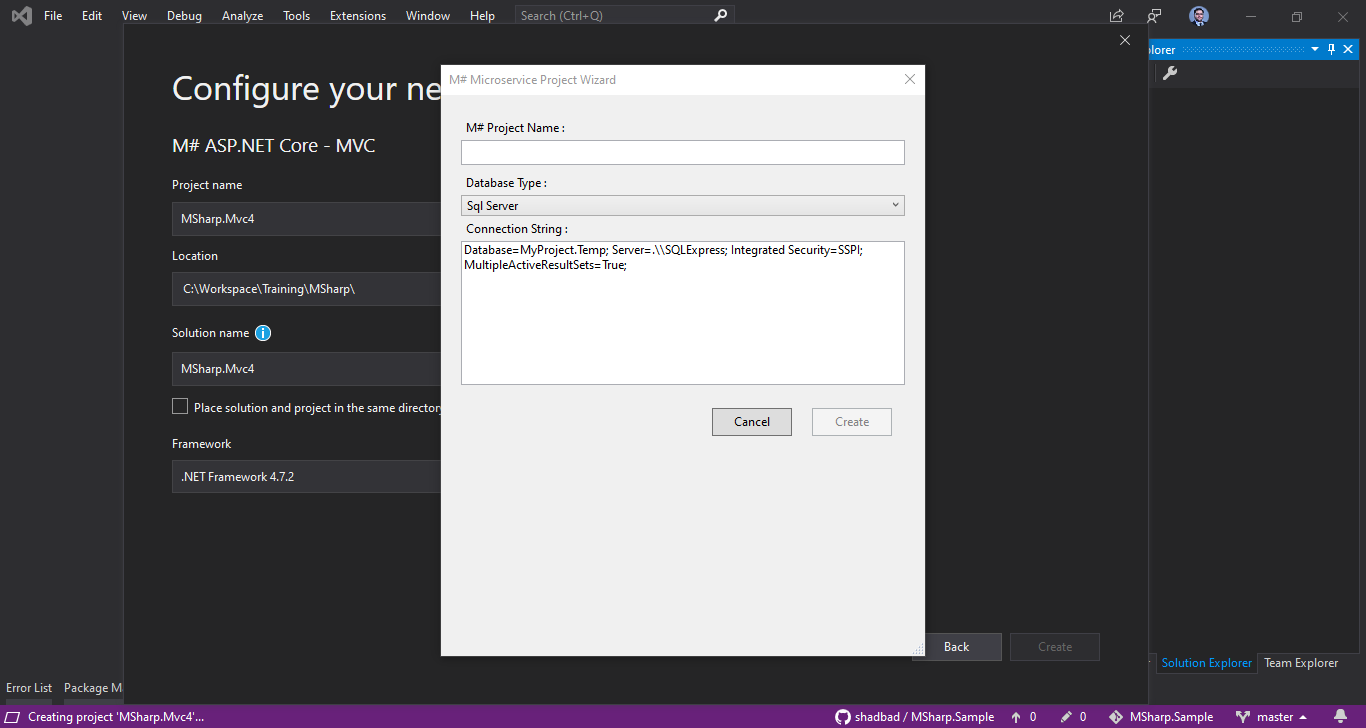 File Edit View Debug Analyze Tools Extensions Window Help Search (Ctrl+Q)
lorer
Configure your ne
M# ASP.NET Core - MVC
Project name
MSharp.Mvc4
Location
C:\Workspace\Training\MSharp\
Solution name
MSharp.Mvc4
Place solution and project in the same directory
Framework
.NET Framework 4.7.2
M# Microservice Project Wizard
M# Project Name :
Database Type :
Sql Server
Connection String :
Database=MyProject.Temp; Server=.\\SQLExpress; Integrated Security=SSPI;
MultipleActiveResultSets=True;
Cancel Create
Back Create
Solution Explorer Team Explorer
Error List Package M
Creating project 'MSharp.Mvc4'... shadbad / MSharp.Sample 0 0 MSharp.Sample master